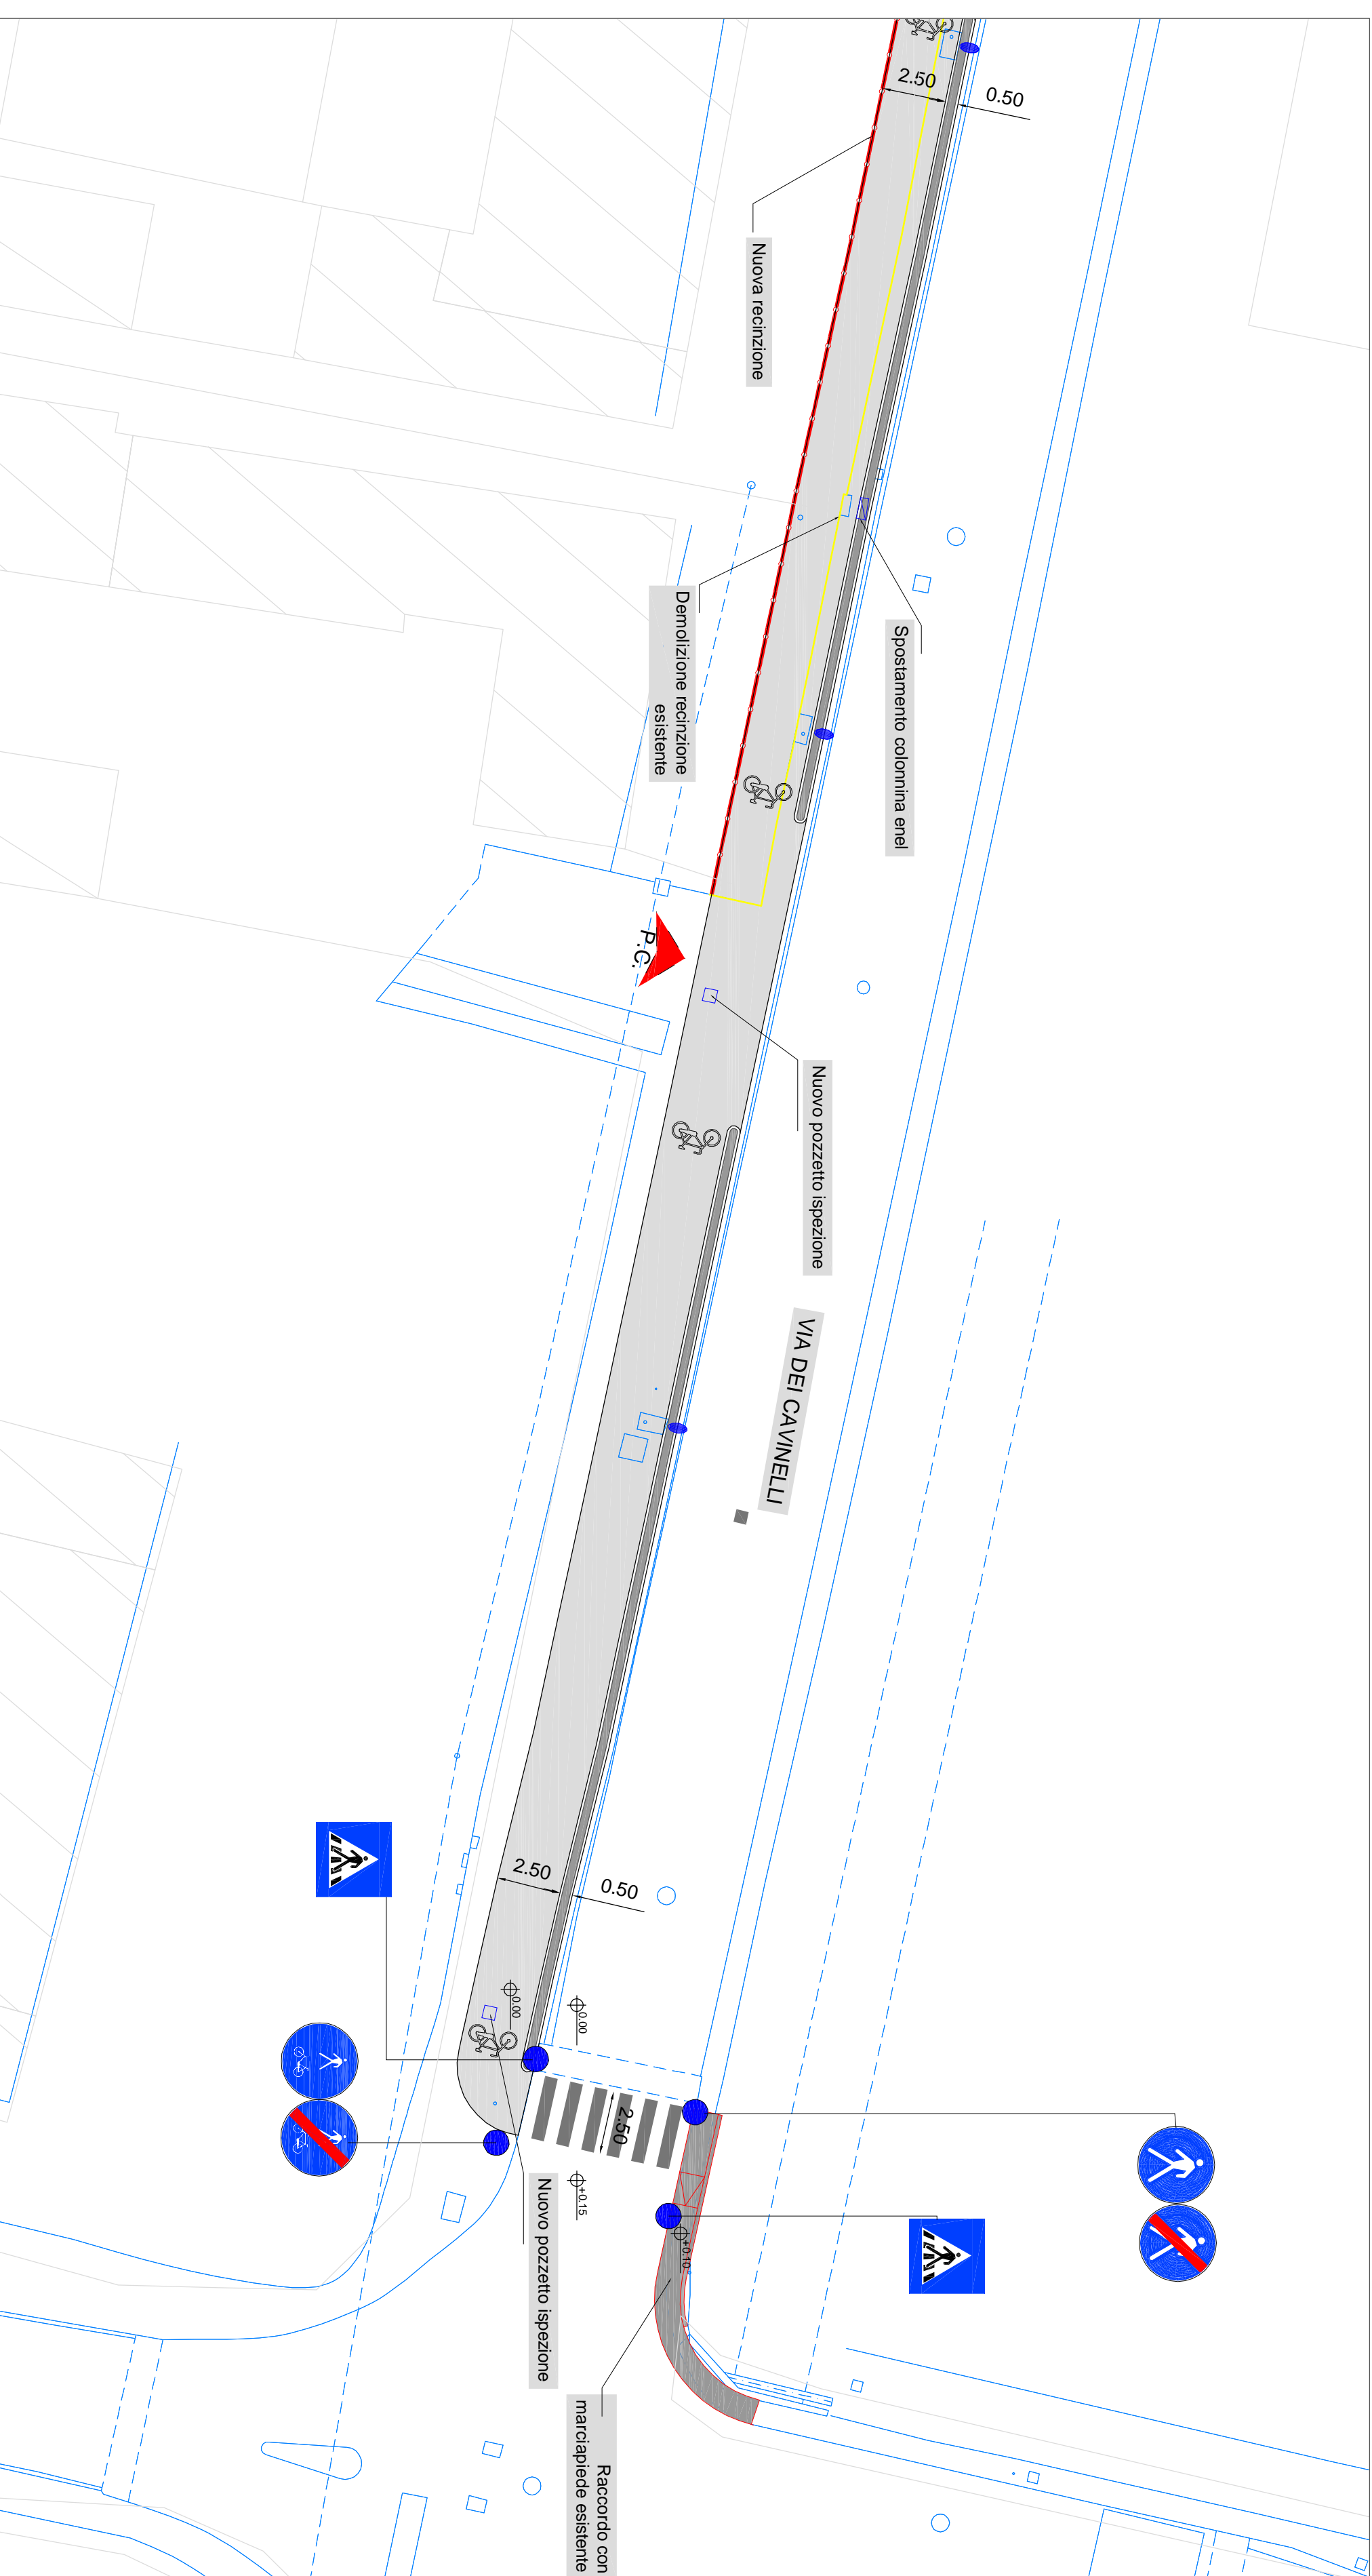 2.50
0.50
Nuova recinzione
Demolizione recinzione
esistente
Spostamento colonnina enel
P.C.
Nuovo pozzetto ispezione
VIA DEI CAVINELLI
2.50
0.50
0.00
0.00
2.50
+0.15
+0.10
Nuovo pozzetto ispezione
Raccordo con
marciapiede esistente